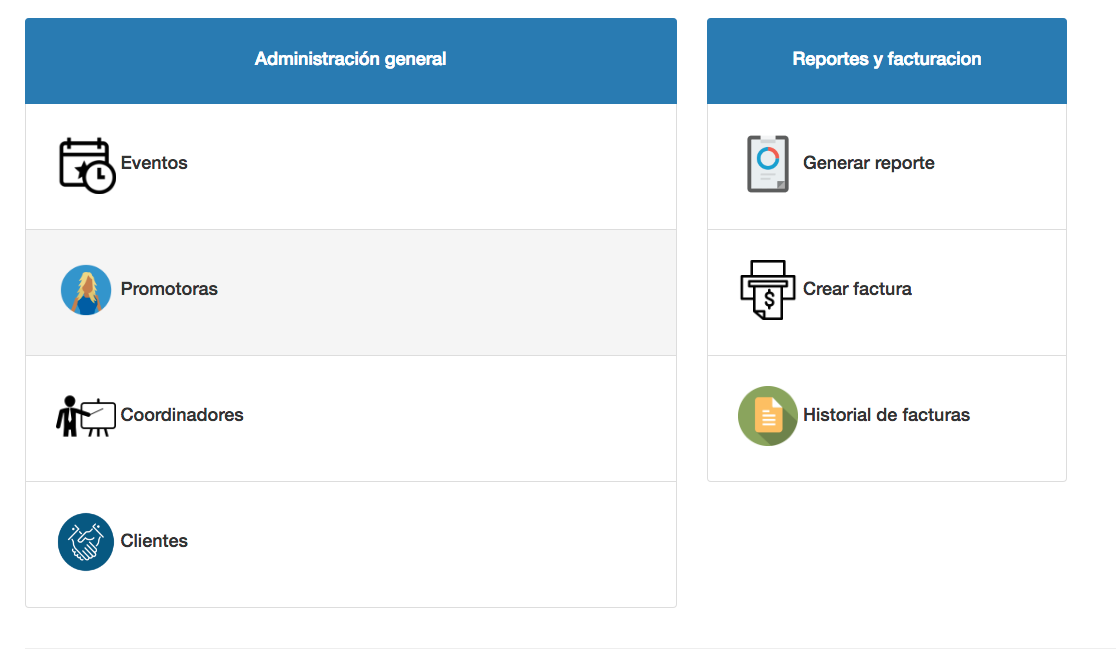 Administración general
Eventos
Promotoras
Coordinadores
Clientes
Reportes y facturacion
Generar reporte
Crear factura
$
Historial de facturas